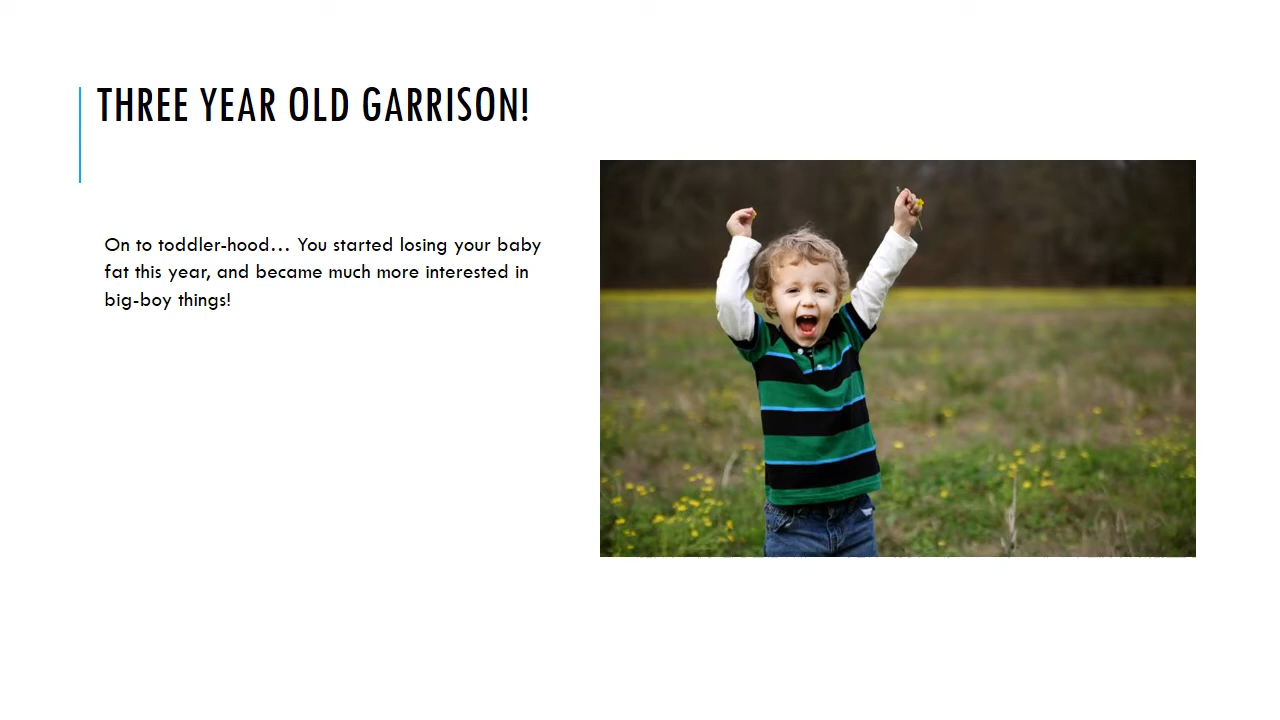 THREE YEAR OLD GARRISON!
On to toddler-hood… You started losing your baby
fat this year, and became much more interested in
big-boy things!